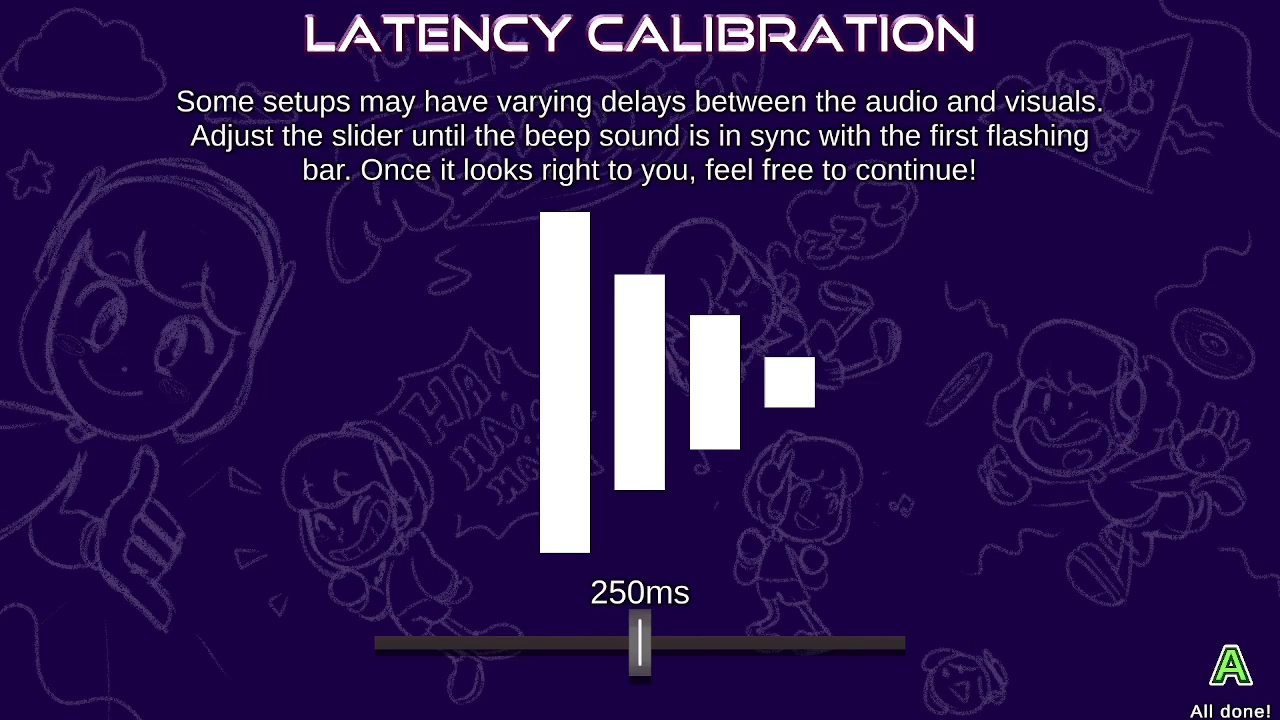 LATENCY CALIBRATION
Some setups may have varying delays between the audio and visuals.
Adjust the slider until the beep sound is in sync with the first flashing
bar. Once it looks right to you, feel free to continue!
HA!
HA!
250ms
A
All done!